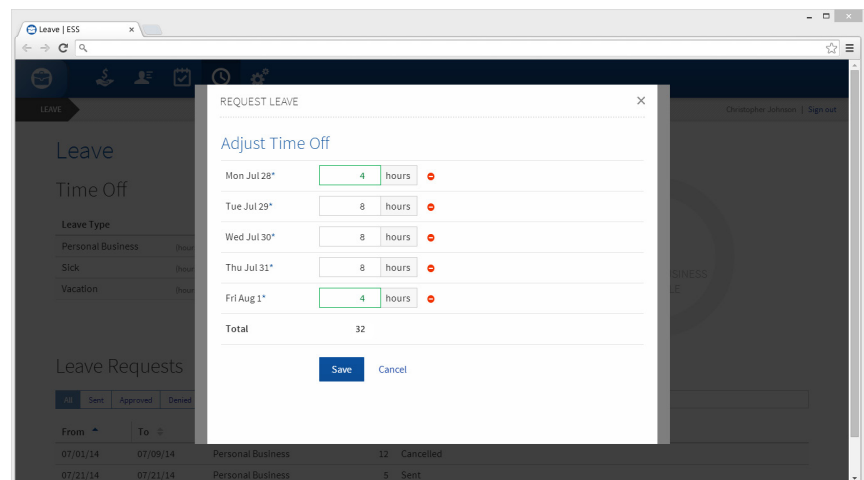 Leave | ESS
LEAVE
REQUEST LEAVE
Christopher Johnson | Sign out
Leave
Adjust Time Off
Time Off
Mon Jul 28* 4 hours
Tue Jul 29* 8 hours
Leave Type
Wed Jul 30* 8 hours
Personal Business
Thu Jul 31* 8 hours
Sick
Vacation
Fri Aug 1* 4 hours
Total 32
Leave Requests
Save Cancel
All Sent Approved Denied
From To
07/01/14 07/09/14 Personal Business 12 Cancelled
07/21/14 07/21/14 Personal Business 5 Sent